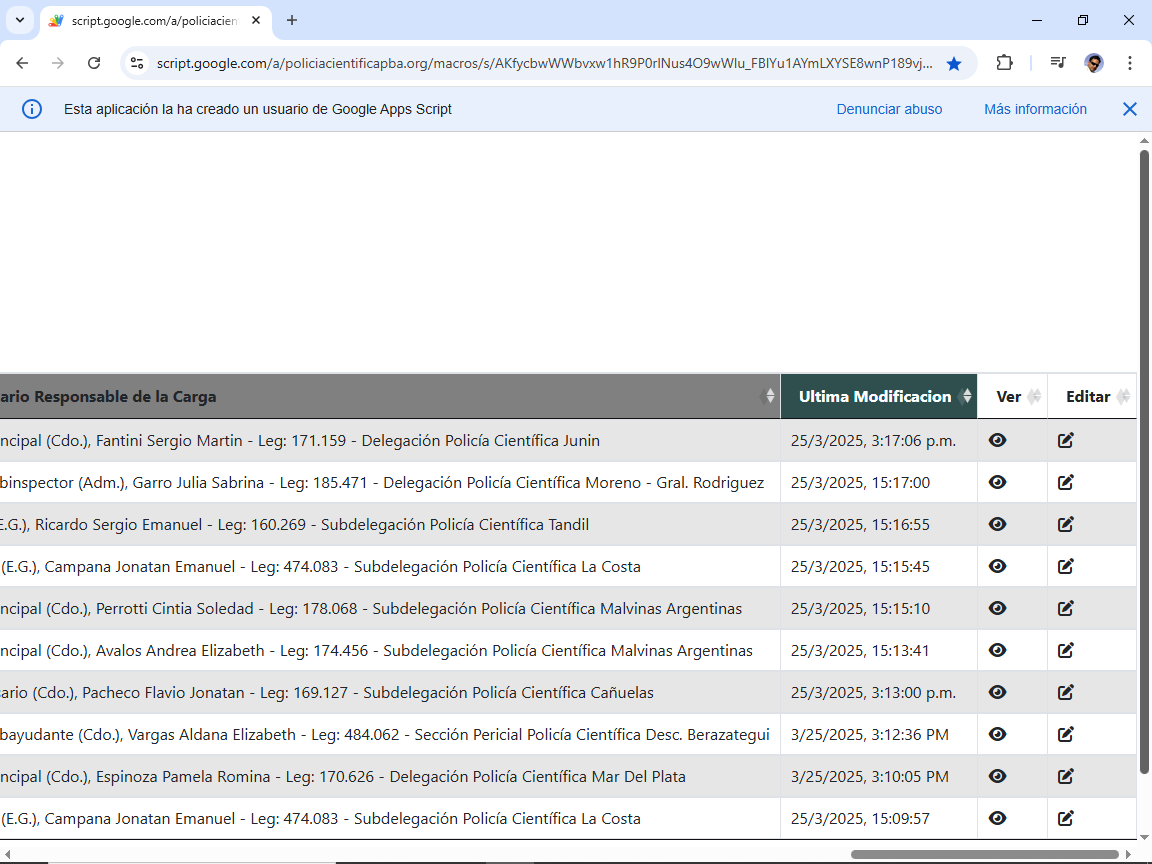 script.google.com/a/policiacien
script.google.com/a/policiacientificapba.org/macros/s/AKfycbwWWbvxw1hR9P0rlNus4O9wWlu_FBlYu1AYmLXYSE8wnP189vj...
Esta aplicación la ha creado un usuario de Google Apps Script
Denunciar abuso
Más información
ario Responsable de la Carga Ultima Modificacion Ver Editar
ncipal (Cdo.), Fantini Sergio Martin - Leg: 171.159 - Delegación Policía Científica Junin 25/3/2025, 3:17:06 p.m.
binspector (Adm.), Garro Julia Sabrina - Leg: 185.471 - Delegación Policía Científica Moreno - Gral. Rodriguez 25/3/2025, 15:17:00
E.G.), Ricardo Sergio Emanuel - Leg: 160.269 - Subdelegación Policía Científica Tandil 25/3/2025, 15:16:55
(E.G.), Campana Jonatan Emanuel - Leg: 474.083 - Subdelegación Policía Científica La Costa 25/3/2025, 15:15:45
ncipal (Cdo.), Perrotti Cintia Soledad - Leg: 178.068 - Subdelegación Policía Científica Malvinas Argentinas 25/3/2025, 15:15:10
ncipal (Cdo.), Avalos Andrea Elizabeth - Leg: 174.456 - Subdelegación Policía Científica Malvinas Argentinas 25/3/2025, 15:13:41
sario (Cdo.), Pacheco Flavio Jonatan - Leg: 169.127 - Subdelegación Policía Científica Cañuelas 25/3/2025, 3:13:00 p.m.
bayudante (Cdo.), Vargas Aldana Elizabeth - Leg: 484.062 - Sección Pericial Policía Científica Desc. Berazategui 3/25/2025, 3:12:36 PM
ncipal (Cdo.), Espinoza Pamela Romina - Leg: 170.626 - Delegación Policía Científica Mar Del Plata 3/25/2025, 3:10:05 PM
(E.G.), Campana Jonatan Emanuel - Leg: 474.083 - Subdelegación Policía Científica La Costa 25/3/2025, 15:09:57